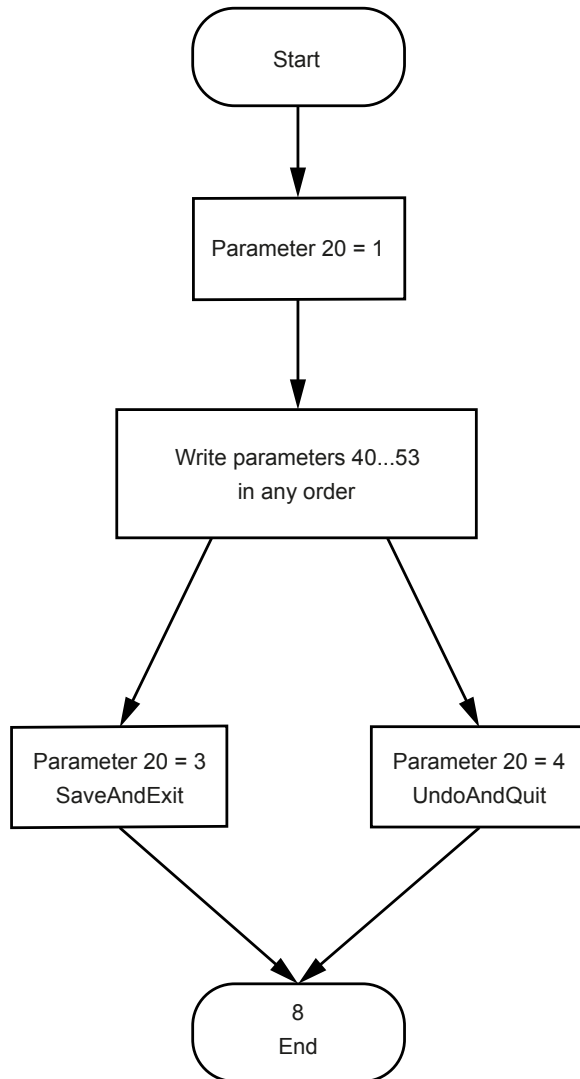 Start
Parameter 20 = 1
Write parameters 40...53
in any order
Parameter 20 = 3
SaveAndExit
Parameter 20 = 4
UndoAndQuit
8
End